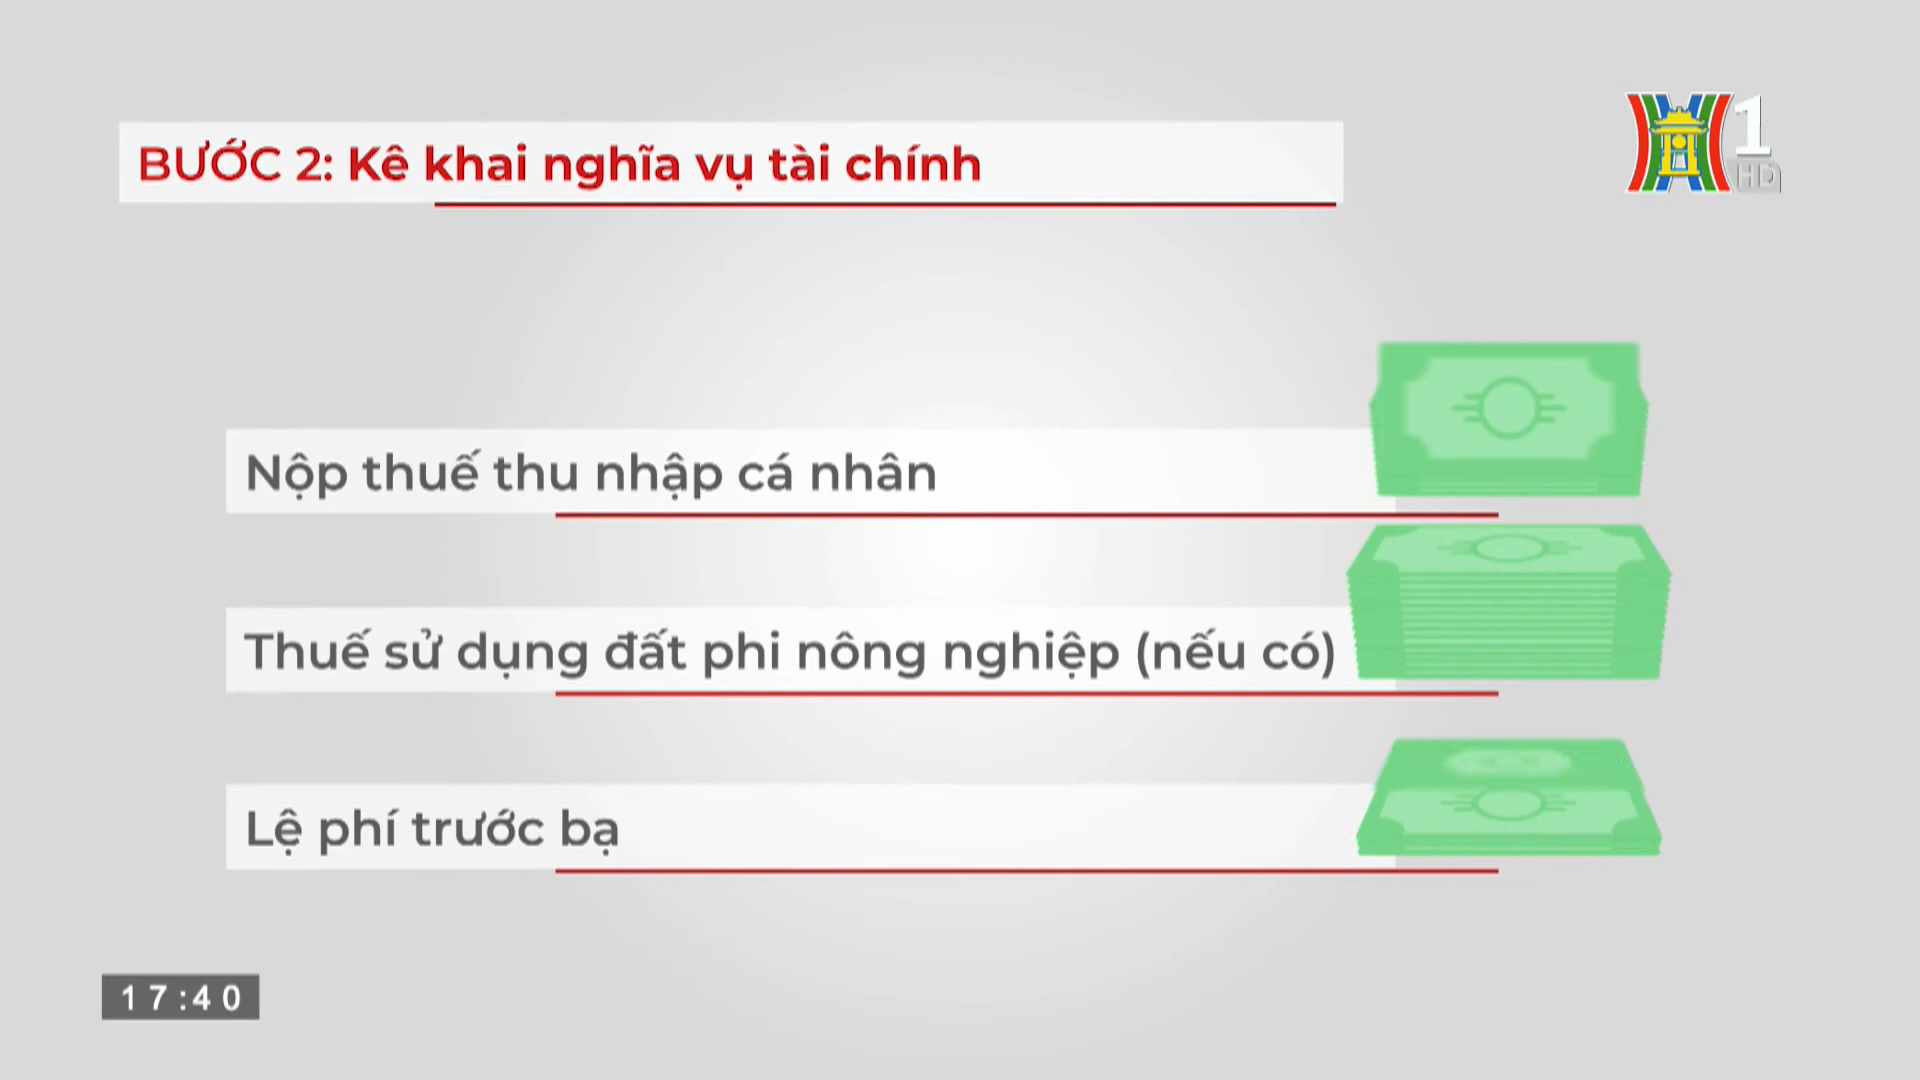 BƯỚC 2: Kê khai nghĩa vụ tài chính
1
HD
Nộp thuế thu nhập cá nhân
Thuế sử dụng đất phi nông nghiệp (nếu có)
Lệ phí trước bạ
17:40